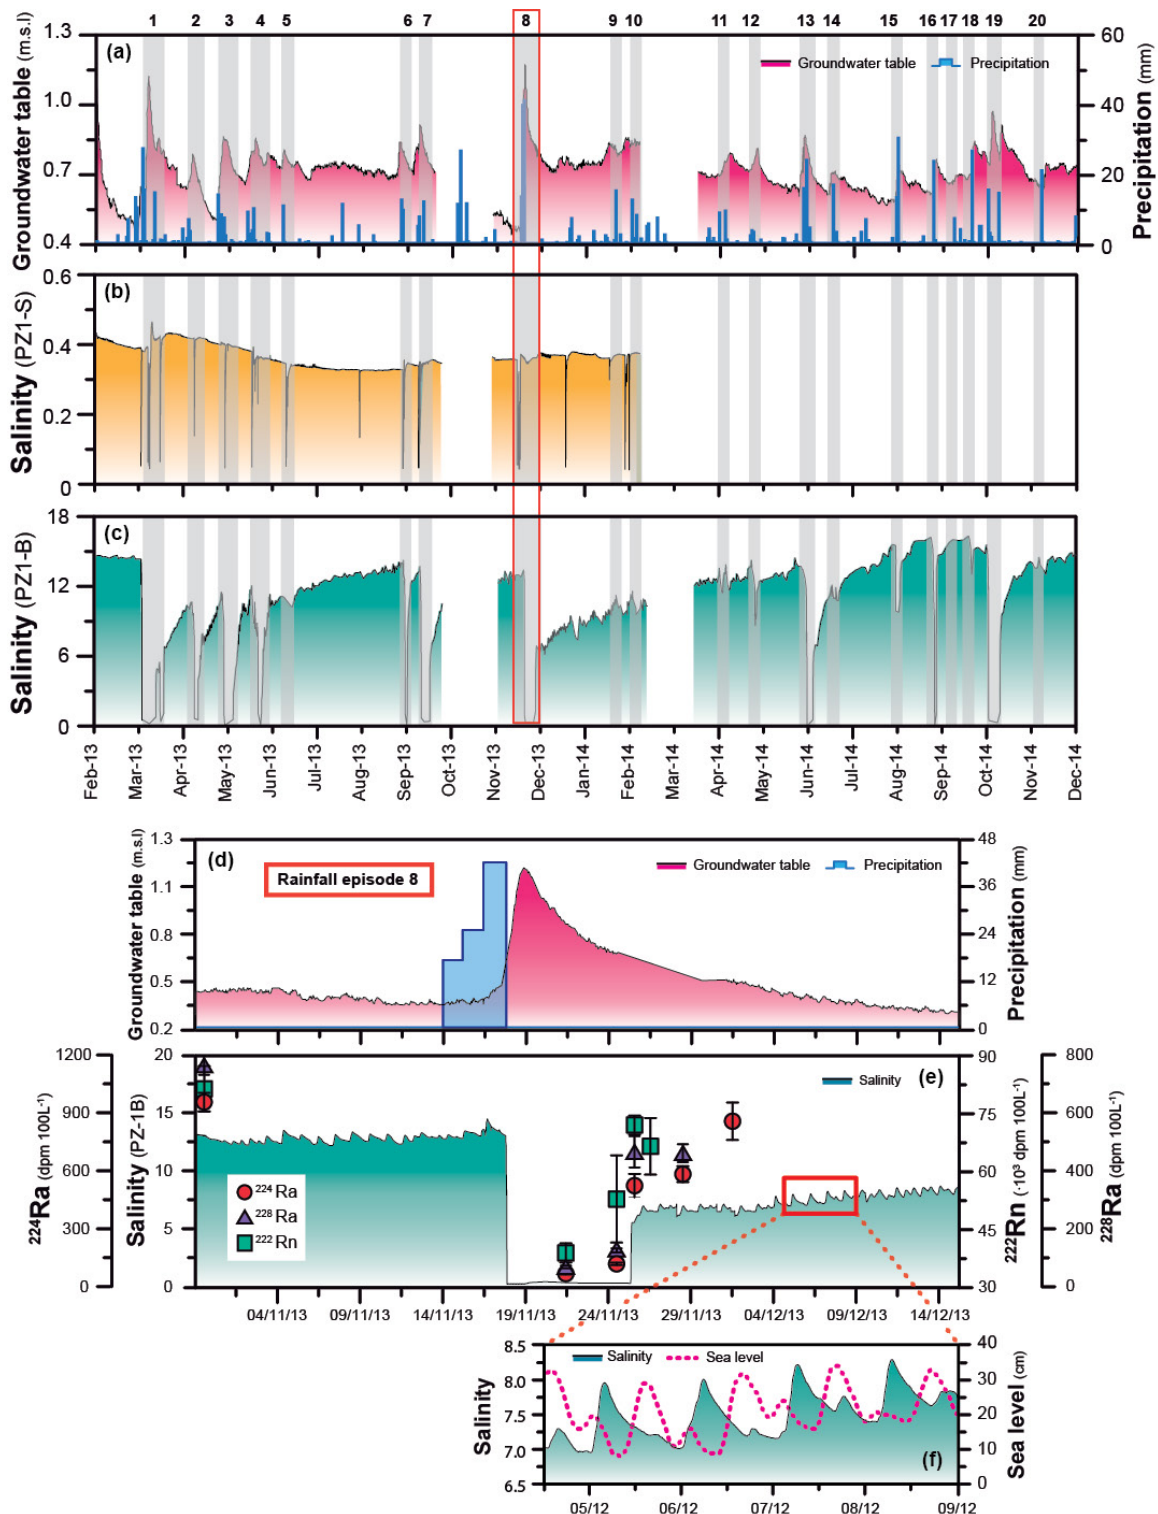 1 2 3 4 5 6 7 8 9 10 11 12 13 14 15 16 17 18 19 20
(a)
Groundwater table (m.s.l)
1.3
1.0
0.7
0.4
Groundwater table
Precipitation
60
40
20
0
Precipitation (mm)
(b)
Salinity (PZ1-S)
0.6
0.4
0.2
0
(c)
Salinity (PZ1-B)
18
12
6
0
Feb-13 Mar-13 Apr-13 May-13 Jun-13 Jul-13 Aug-13 Sep-13 Oct-13 Nov-13 Dec-13 Jan-14 Feb-14 Mar-14 Apr-14 May-14 Jun-14 Jul-14 Aug-14 Sep-14 Oct-14 Nov-14 Dec-14
(d)
Groundwater table (m.s.l)
1.3
1.1
0.8
0.5
0.2
Rainfall episode 8
Groundwater table
Precipitation
48
36
24
12
0
Precipitation (mm)
(e)
²²⁴Ra (dpm 100L⁻¹)
1200
900
600
300
0
Salinity (PZ-1B)
20
15
10
5
0
Salinity
²²⁴Ra
²²⁸Ra
²²²Rn
90
75
60
45
30
²²²Rn (·10³ dpm 100L⁻¹)
800
600
400
200
0
²²⁸Ra (dpm 100L⁻¹)
04/11/13 09/11/13 14/11/13 19/11/13 24/11/13 29/11/13 04/12/13 09/12/13 14/12/13
Salinity
8.5
8.0
7.5
7.0
6.5
Salinity
Sea level
(f)
40
30
20
10
0
Sea level (cm)
05/12 06/12 07/12 08/12 09/12